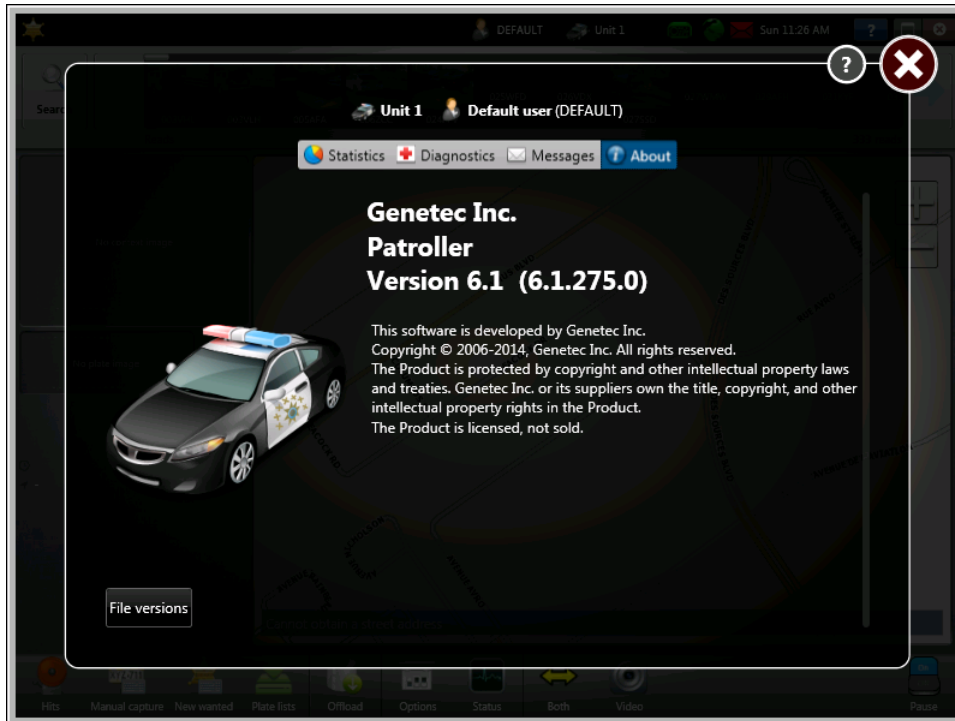 DEFAULT Unit 1 Sun 11:26 AM ?
?
Unit 1 Default user (DEFAULT)
Statistics Diagnostics Messages About
Genetec Inc.
Patroller
Version 6.1 (6.1.275.0)
This software is developed by Genetec Inc.
Copyright © 2006-2014, Genetec Inc. All rights reserved.
The Product is protected by copyright and other intellectual property laws
and treaties. Genetec Inc. or its suppliers own the title, copyright, and other
intellectual property rights in the Product.
The Product is licensed, not sold.
File versions
Cannot obtain a street address
Hits Manual capture New wanted Plate lists Offload Options Status Both Video Pause